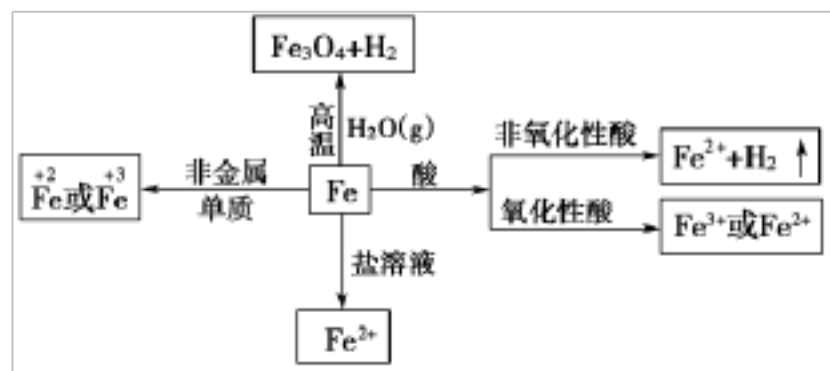 Fe₃O₄+H₂
高温
H₂O(g)
非氧化性酸
Fe²⁺+H₂↑
+2 +3
Fe或Fe
非金属
单质
Fe
酸
氧化性酸
Fe³⁺或Fe²⁺
盐溶液
Fe²⁺